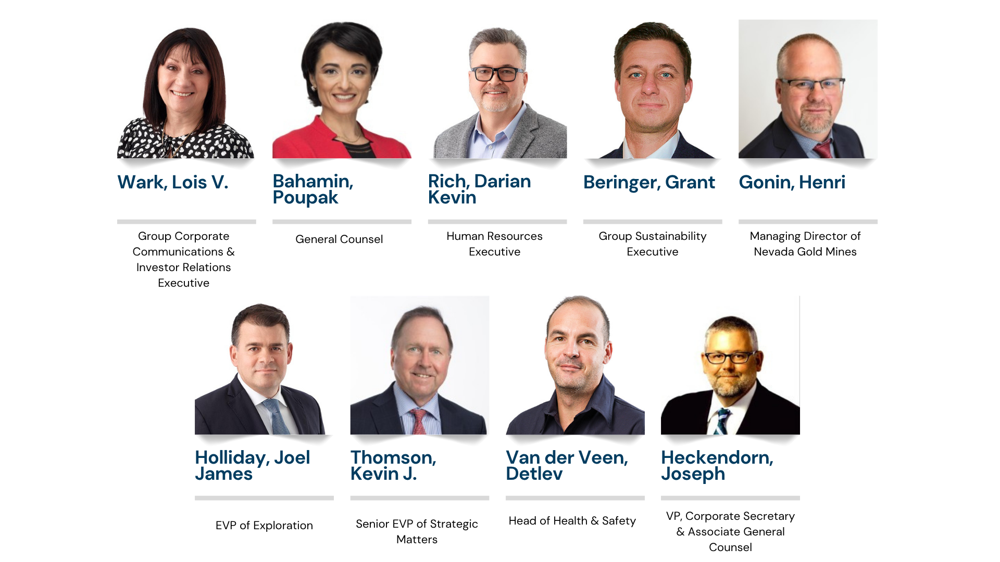 Wark, Lois V.
Bahamin,
Poupak
Rich, Darian
Kevin
Beringer, Grant
Gonin, Henri
Group Corporate
Communications &
Investor Relations
Executive
General Counsel
Human Resources
Executive
Group Sustainability
Executive
Managing Director of
Nevada Gold Mines
Holliday, Joel
James
Thomson,
Kevin J.
Van der Veen,
Detlev
Heckendorn,
Joseph
EVP of Exploration
Senior EVP of Strategic
Matters
Head of Health & Safety
VP, Corporate Secretary
& Associate General
Counsel